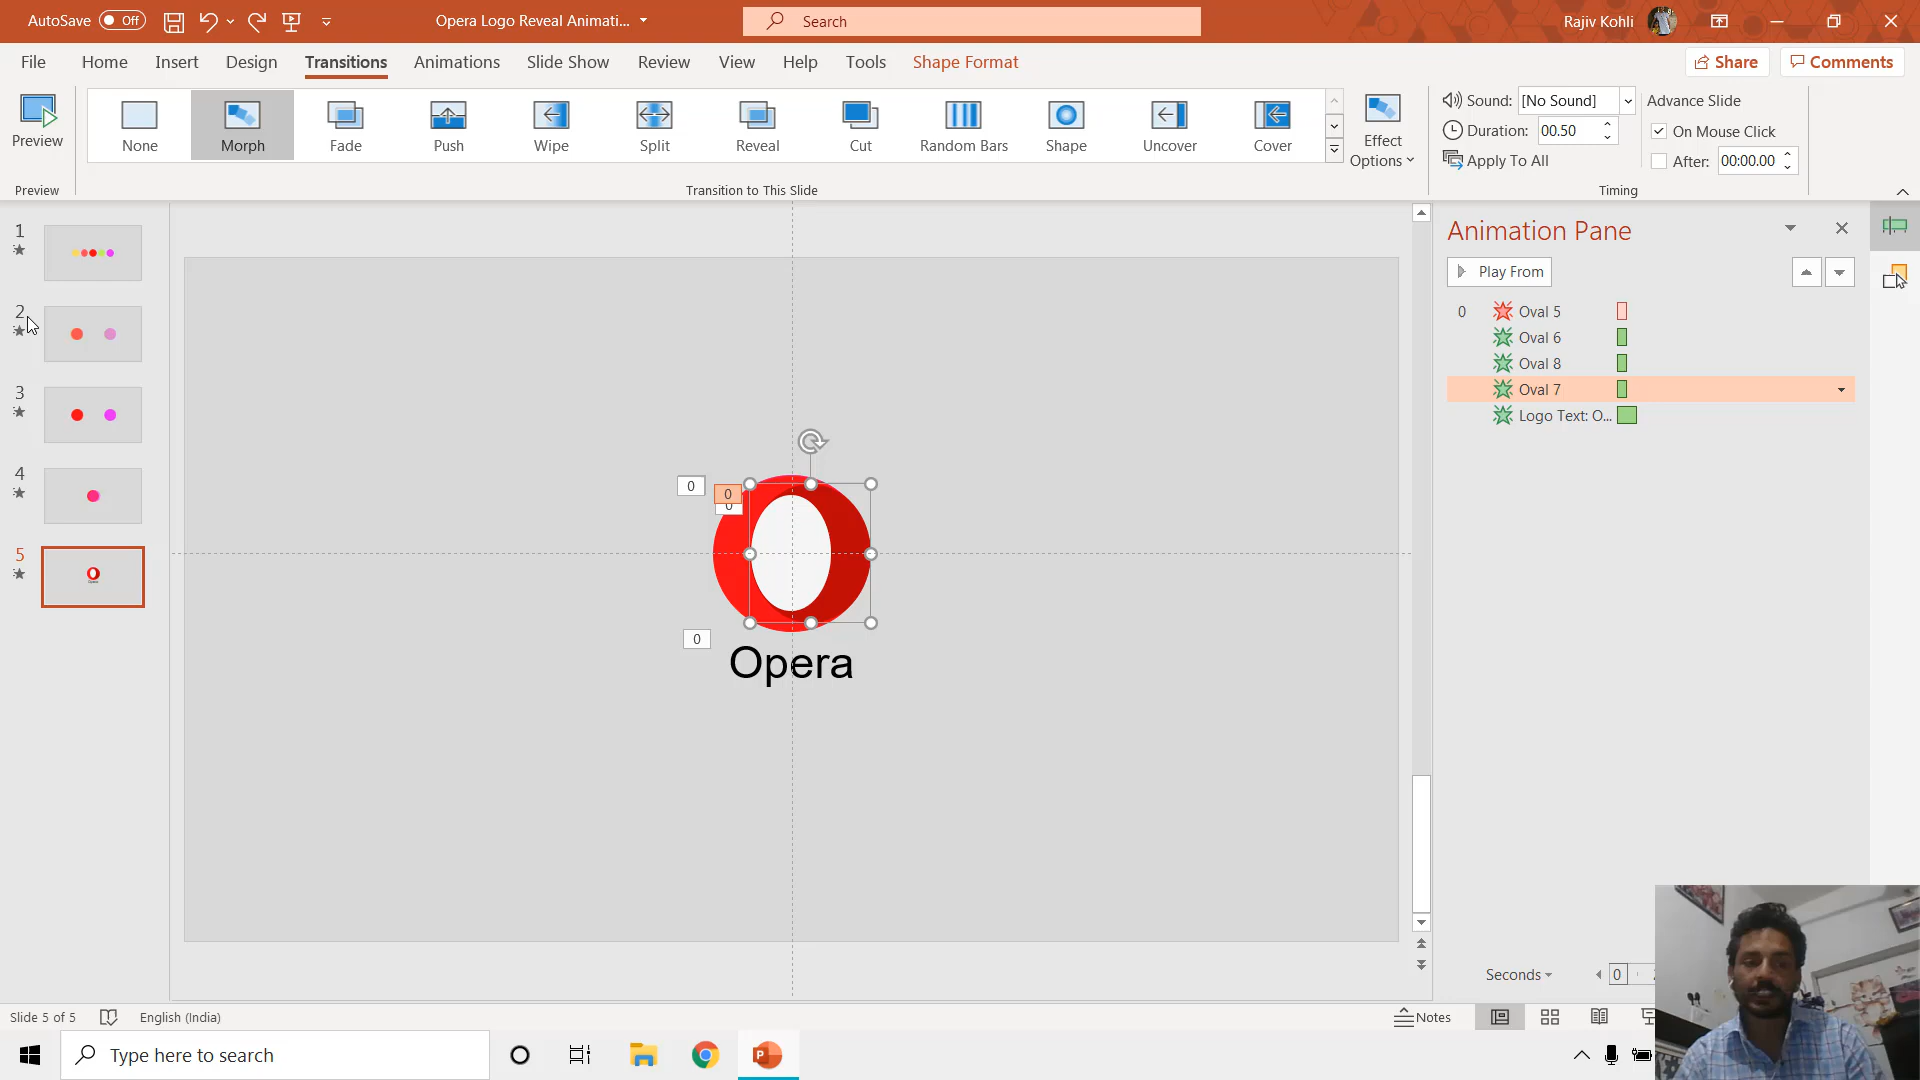 AutoSave Off Opera Logo Reveal Animati... Search Rajiv Kohli
File Home Insert Design Transitions Animations Slide Show Review View Help Tools Shape Format Share Comments
Preview None Morph Fade Push Wipe Split Reveal Cut Random Bars Shape Uncover Cover Effect Options
Sound: [No Sound] Advance Slide
Duration: 00.50 On Mouse Click
Apply To All After: 00:00.00
Preview Transition to This Slide Timing
1
2
3
4
5
Animation Pane
Play From
0 Oval 5
Oval 6
Oval 8
Oval 7
Logo Text: O...
0
0
0
0
Opera
Seconds 0
Slide 5 of 5 English (India) Notes
Type here to search